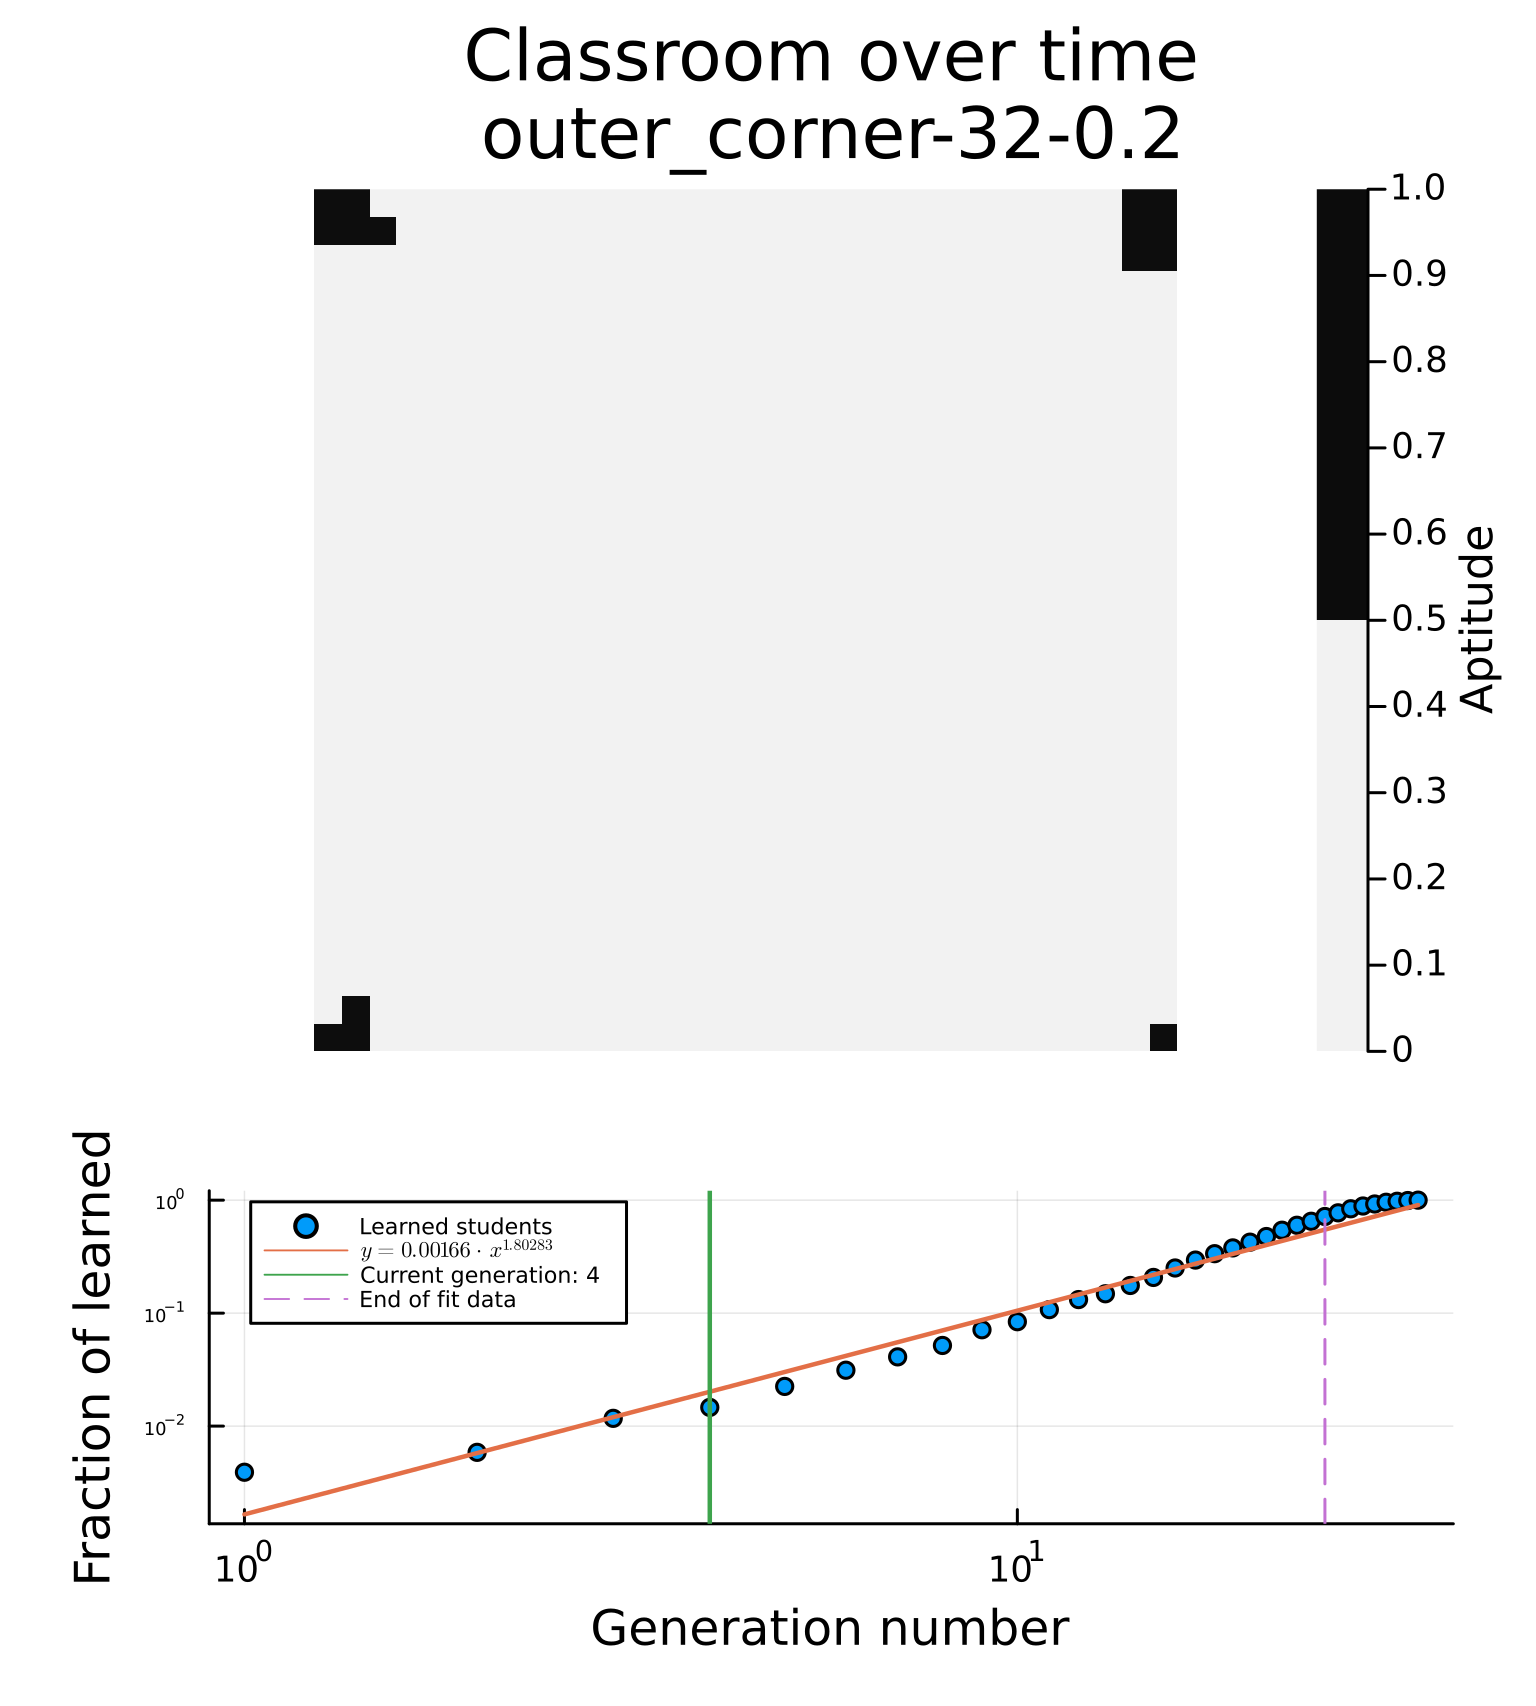 Classroom over time
outer_corner-32-0.2
1.0
0.9
0.8
0.7
0.6
0.5
0.4
0.3
0.2
0.1
0
Aptitude
Fraction of learned
10⁰
10⁻¹
10⁻²
Learned students
y = 0.00166 · x^1.80283
Current generation: 4
End of fit data
10⁰
10¹
Generation number